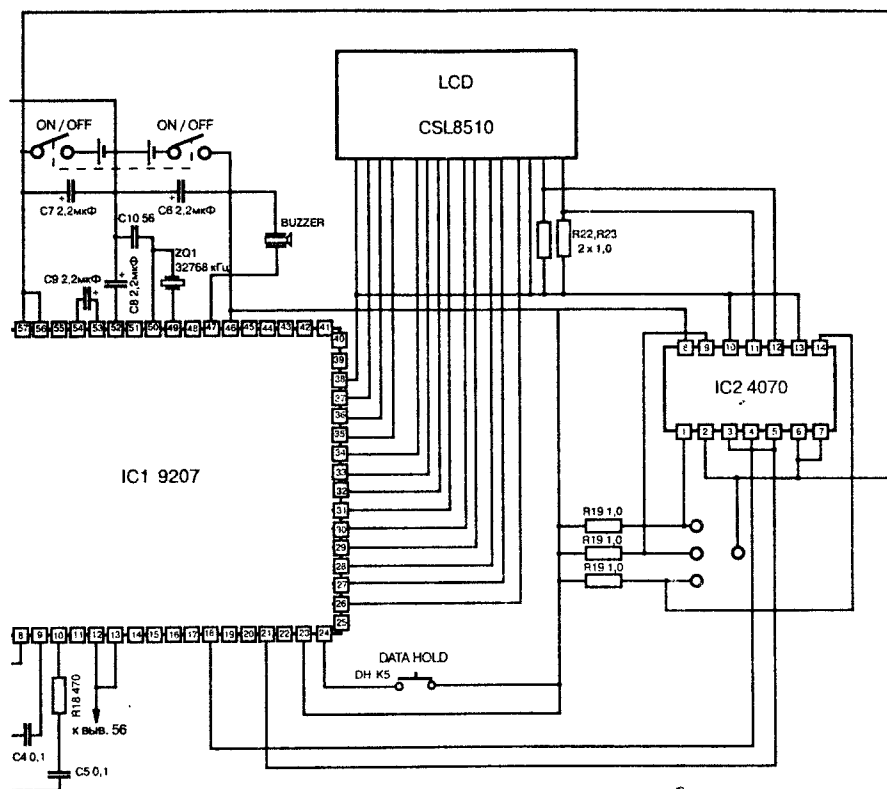 LCD
CSL8510
ON / OFF
ON / OFF
+
+
C7 2,2мкФ
C6 2,2мкФ
C10 56
BUZZER
ZQ1
32768 кГц
C9 2,2мкФ
+
+
C8 2,2мкФ
R22,R23
2 x 1,0
57 56 55 54 53 52 51 50 49 48 47 46 45 44 43 42 41
40
39
38
37
36
35
34
33
32
31
30
29
28
27
26
25
IC1 9207
8 9 10 11 12 13 14 15 16 17 18 19 20 21 22 23 24
8 9 10 11 12 13 14
IC2 4070
1 2 3 4 5 6 7
R19 1,0
R19 1,0
R19 1,0
DATA HOLD
DH K5
R18 470
к выв. 56
C4 0,1
C5 0,1